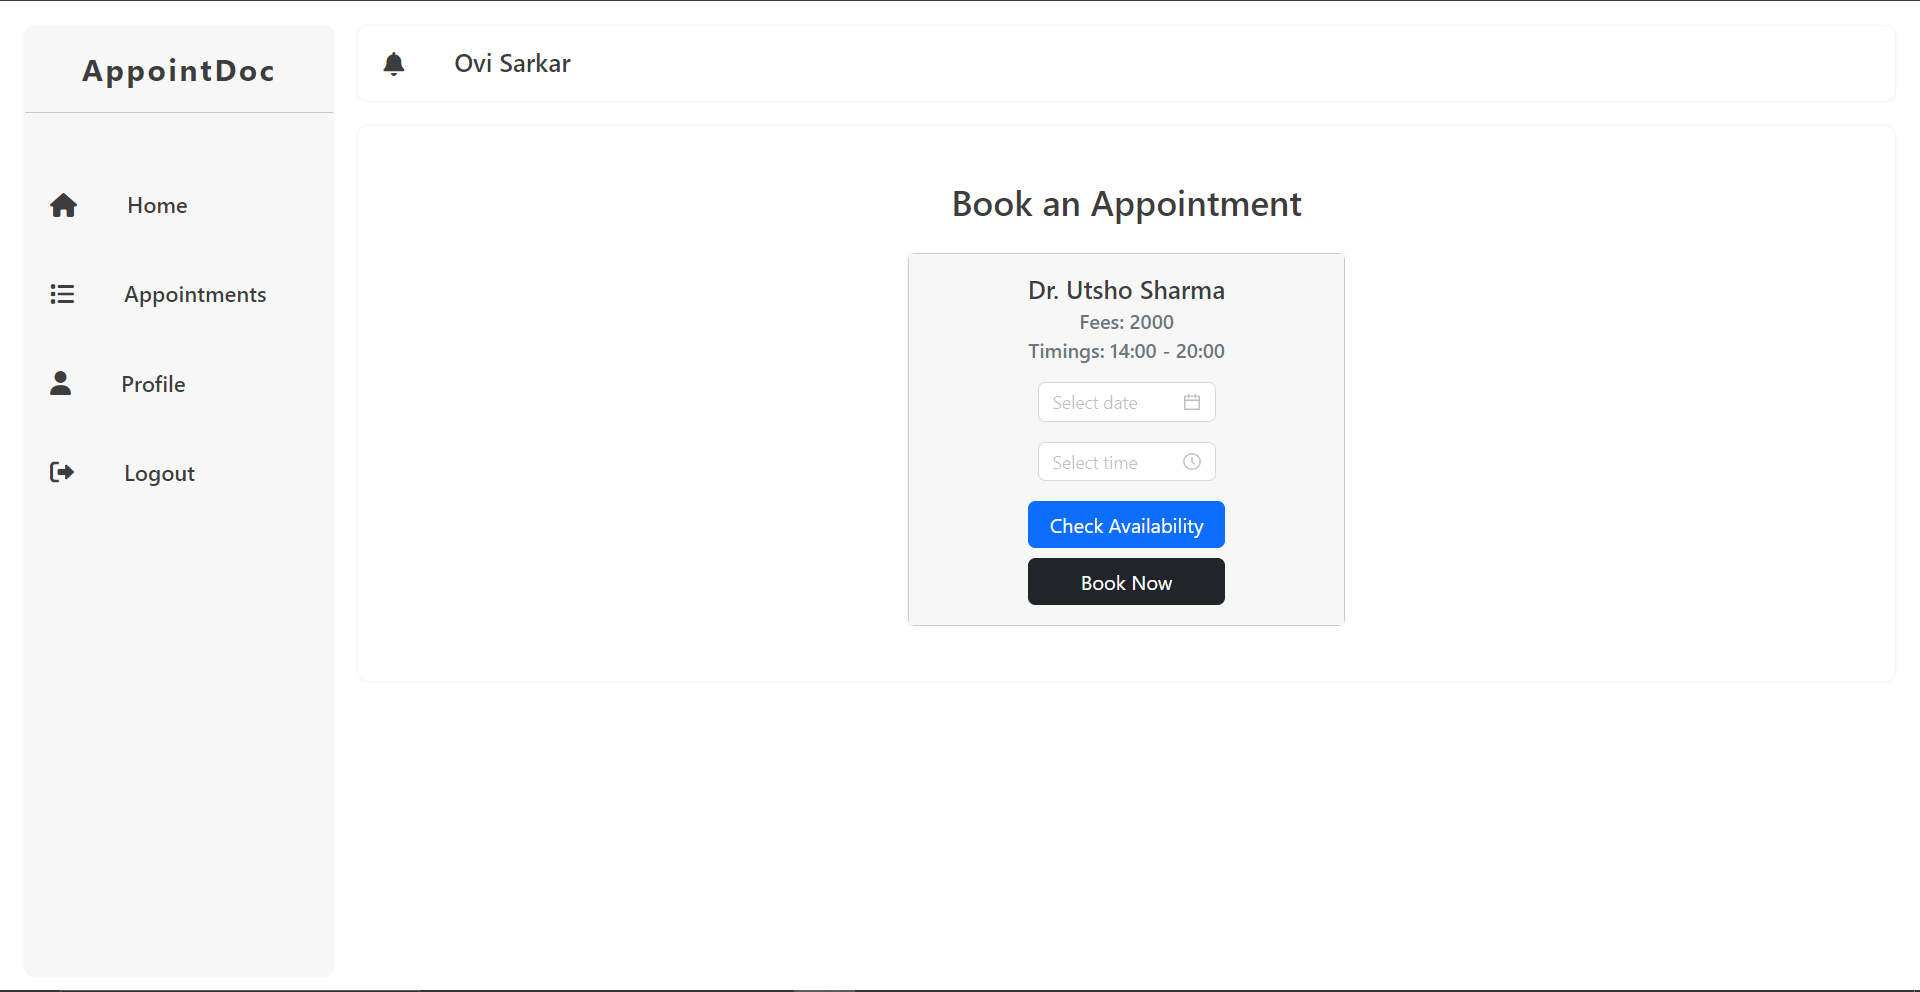 AppointDoc
Home
Appointments
Profile
Logout
Ovi Sarkar
Book an Appointment
Dr. Utsho Sharma
Fees: 2000
Timings: 14:00 - 20:00
Select date
Select time
Check Availability
Book Now